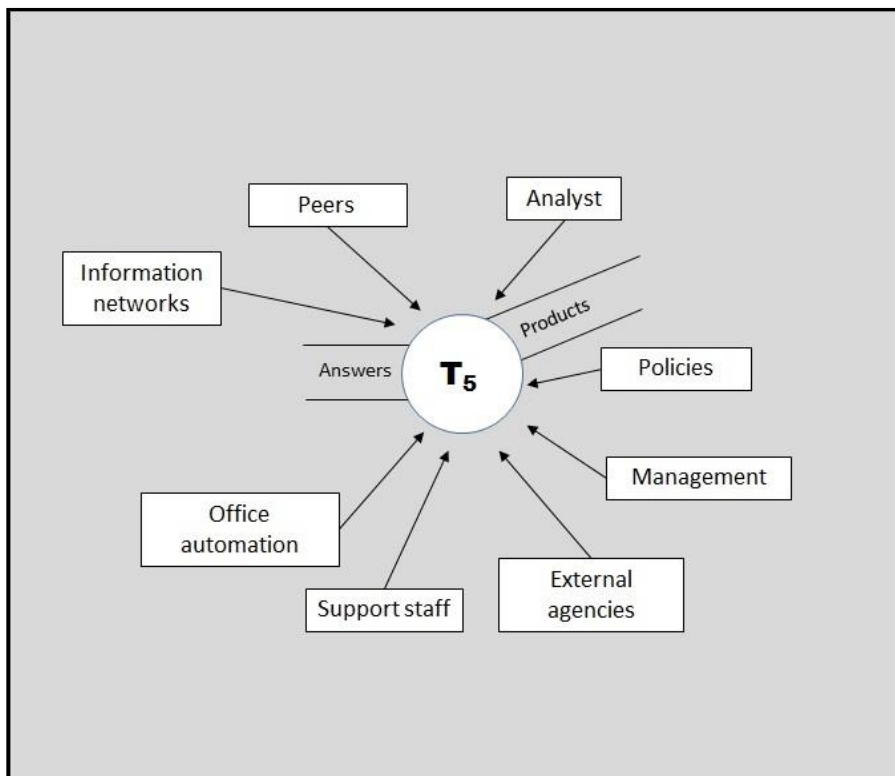 Peers
Analyst
Information
networks
Products
Answers
T5
Policies
Management
Office
automation
Support staff
External
agencies